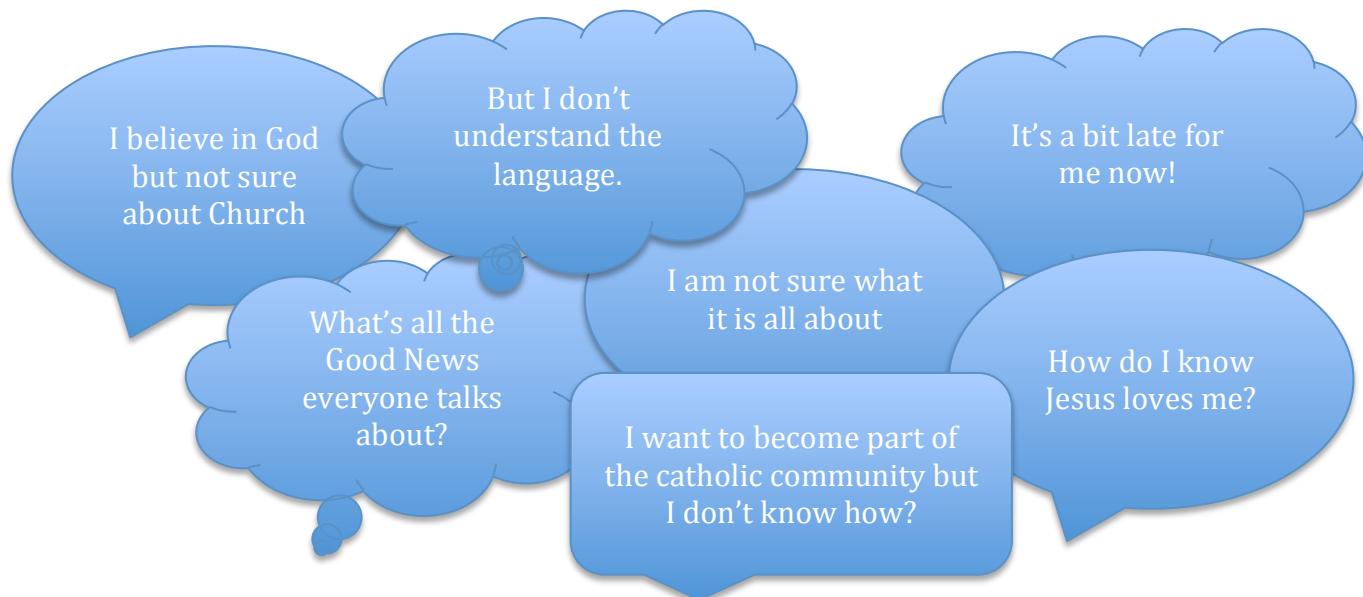 I believe in God
but not sure
about Church
But I don’t
understand the
language.
It’s a bit late for
me now!
What’s all the
Good News
everyone talks
about?
I am not sure what
it is all about
How do I know
Jesus loves me?
I want to become part of
the catholic community but
I don’t know how?